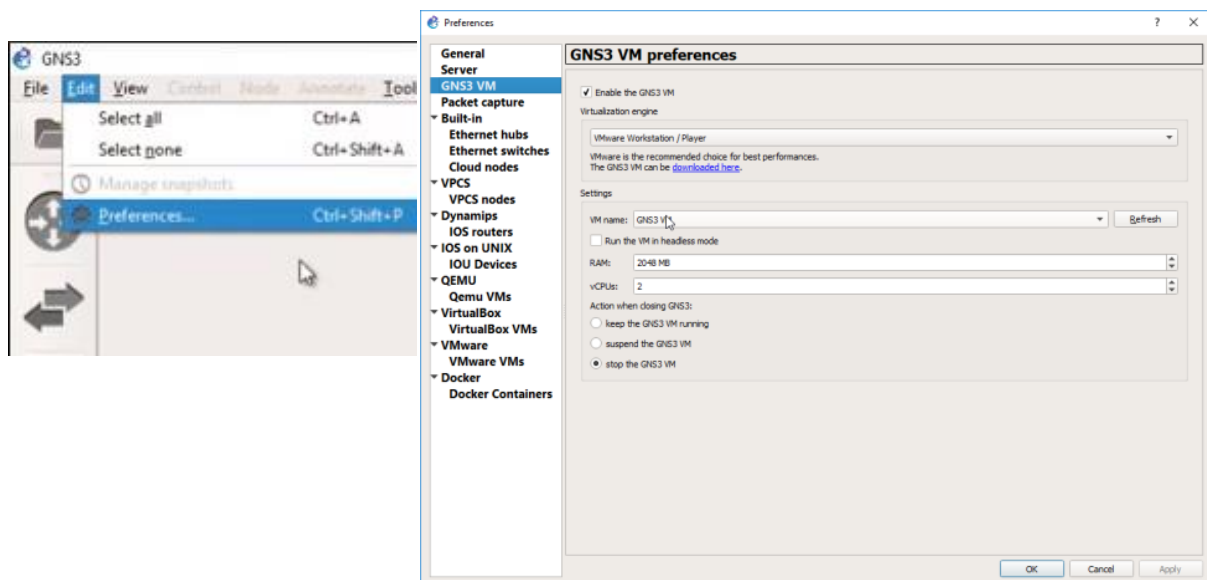 GNS3
File Edit View Control Node Annotate Tool
Select all Ctrl+A
Select none Ctrl+Shift+A
Manage snapshots
Preferences... Ctrl+Shift+P
Preferences ? X
General
Server
GNS3 VM
Packet capture
Built-in
Ethernet hubs
Ethernet switches
Cloud nodes
VPCS
VPCS nodes
Dynamips
IOS routers
IOS on UNIX
IOU Devices
QEMU
Qemu VMs
VirtualBox
VirtualBox VMs
VMware
VMware VMs
Docker
Docker Containers
GNS3 VM preferences
Enable the GNS3 VM
Virtualization engine
VMware Workstation / Player
VMware is the recommended choice for best performances.
The GNS3 VM can be downloaded here.
Settings
VM name: GNS3 VM Refresh
Run the VM in headless mode
RAM: 2048 MB
vCPUs: 2
Action when closing GNS3:
keep the GNS3 VM running
suspend the GNS3 VM
stop the GNS3 VM
OK Cancel Apply